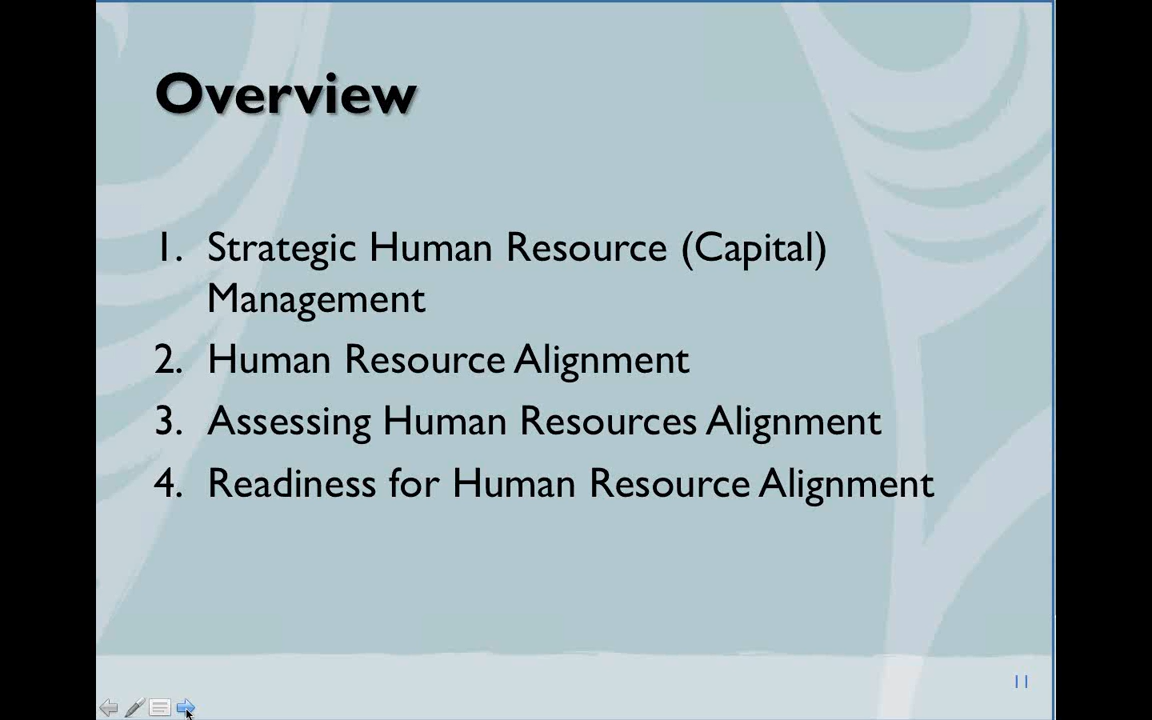 Overview
1. Strategic Human Resource (Capital)
Management
2. Human Resource Alignment
3. Assessing Human Resources Alignment
4. Readiness for Human Resource Alignment
11